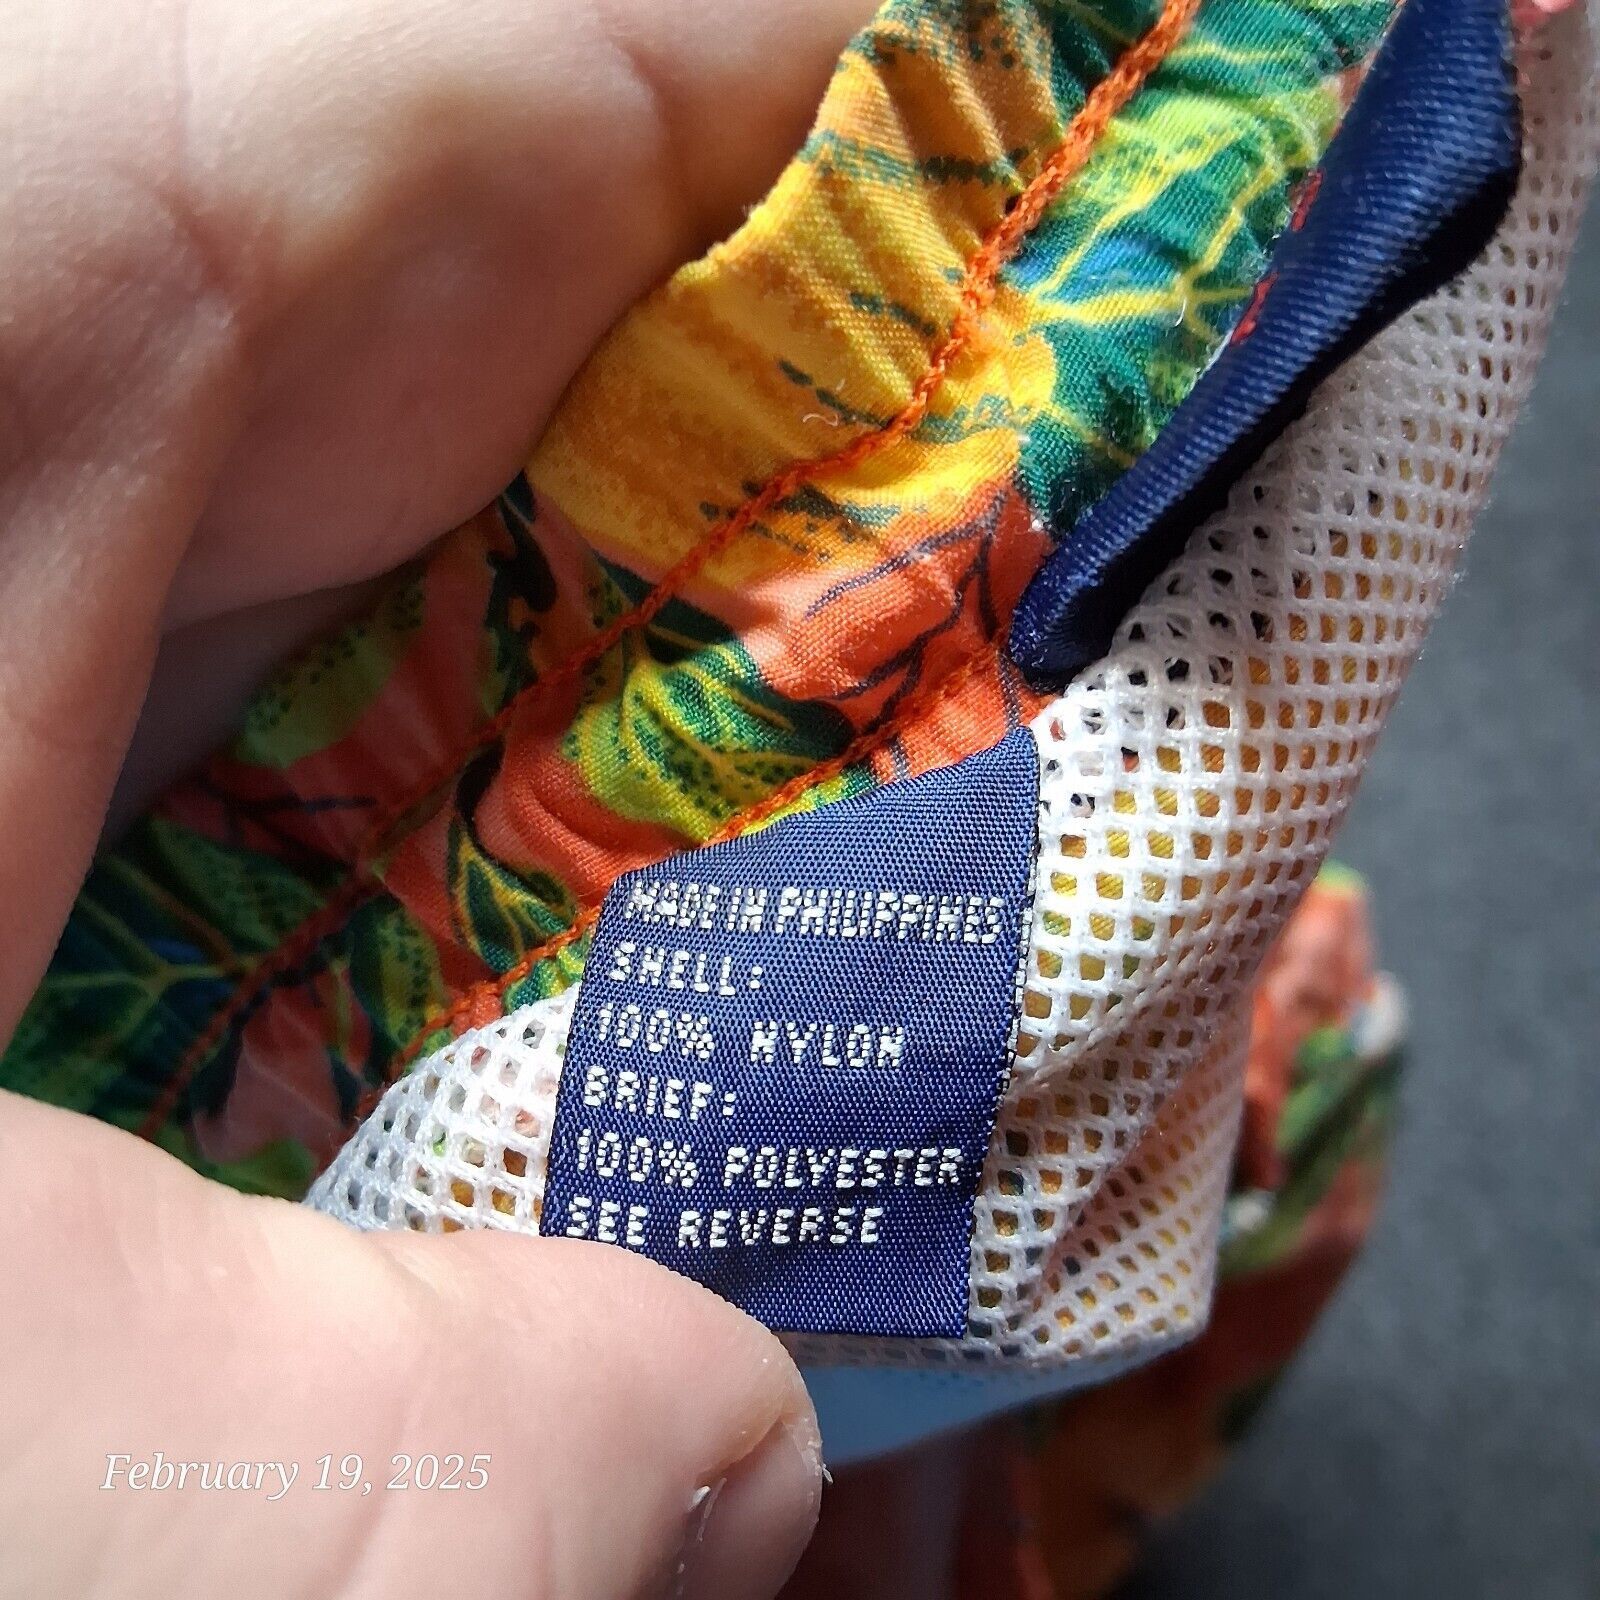 MADE IN PHILIPPINES
SHELL:
100% NYLON
BRIEF:
100% POLYESTER
SEE REVERSE
February 19, 2025